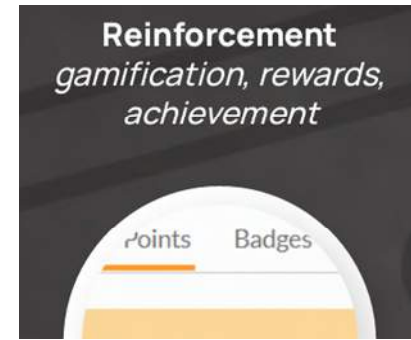 Reinforcement
gamification, rewards,
achievement
Points Badges